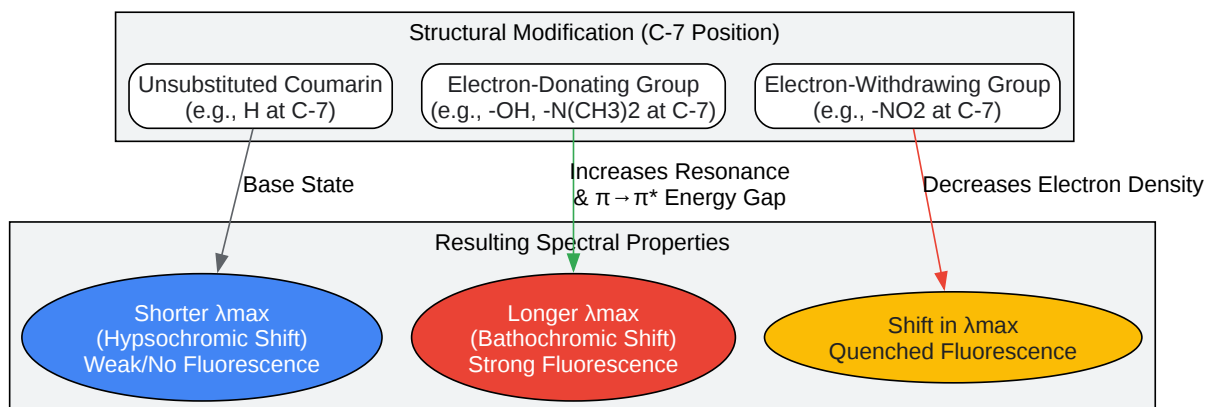 Structural Modification (C-7 Position)
Unsubstituted Coumarin
(e.g., H at C-7)
Electron-Donating Group
(e.g., -OH, -N(CH3)2 at C-7)
Electron-Withdrawing Group
(e.g., -NO2 at C-7)
Base State
Increases Resonance
& π→π* Energy Gap
Decreases Electron Density
Resulting Spectral Properties
Shorter λmax
(Hypsochromic Shift)
Weak/No Fluorescence
Longer λmax
(Bathochromic Shift)
Strong Fluorescence
Shift in λmax
Quenched Fluorescence